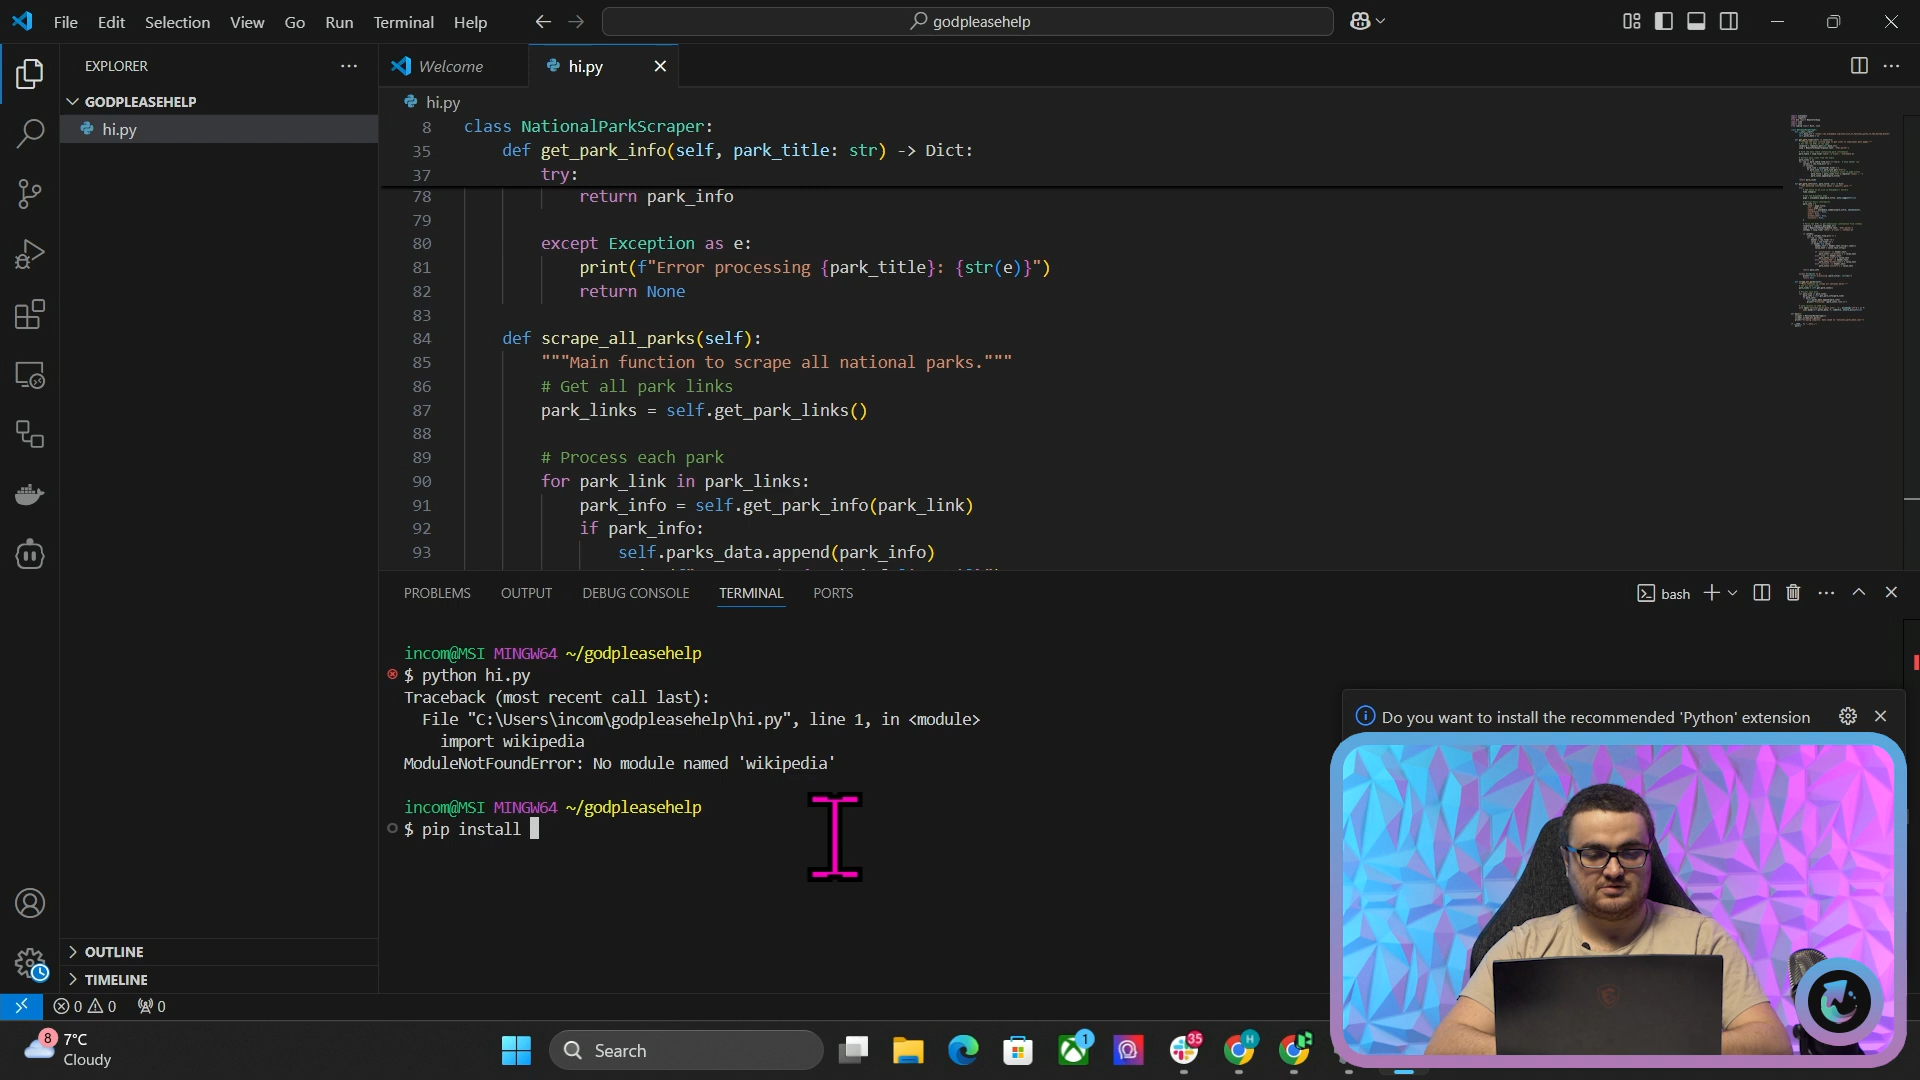 File Edit Selection View Go Run Terminal Help
godpleasehelp
EXPLORER
Welcome
hi.py
GODPLEASEHELP
hi.py
hi.py
8 class NationalParkScraper:
35 def get_park_info(self, park_title: str) -> Dict:
37 try:
78 return park_info
79
80 except Exception as e:
81 print(f"Error processing {park_title}: {str(e)}")
82 return None
83
84 def scrape_all_parks(self):
85 """Main function to scrape all national parks."""
86 # Get all park links
87 park_links = self.get_park_links()
88
89 # Process each park
90 for park_link in park_links:
91 park_info = self.get_park_info(park_link)
92 if park_info:
93 self.parks_data.append(park_info)
PROBLEMS OUTPUT DEBUG CONSOLE TERMINAL PORTS
bash
incom@MSI MINGW64 ~/godpleasehelp
$ python hi.py
Traceback (most recent call last):
File "C:\Users\incom\godpleasehelp\hi.py", line 1, in <module>
import wikipedia
ModuleNotFoundError: No module named 'wikipedia'
incom@MSI MINGW64 ~/godpleasehelp
$ pip install
Do you want to install the recommended 'Python' extension
OUTLINE
TIMELINE
0 0 0
8
7°C
Cloudy
Search
1
35
H